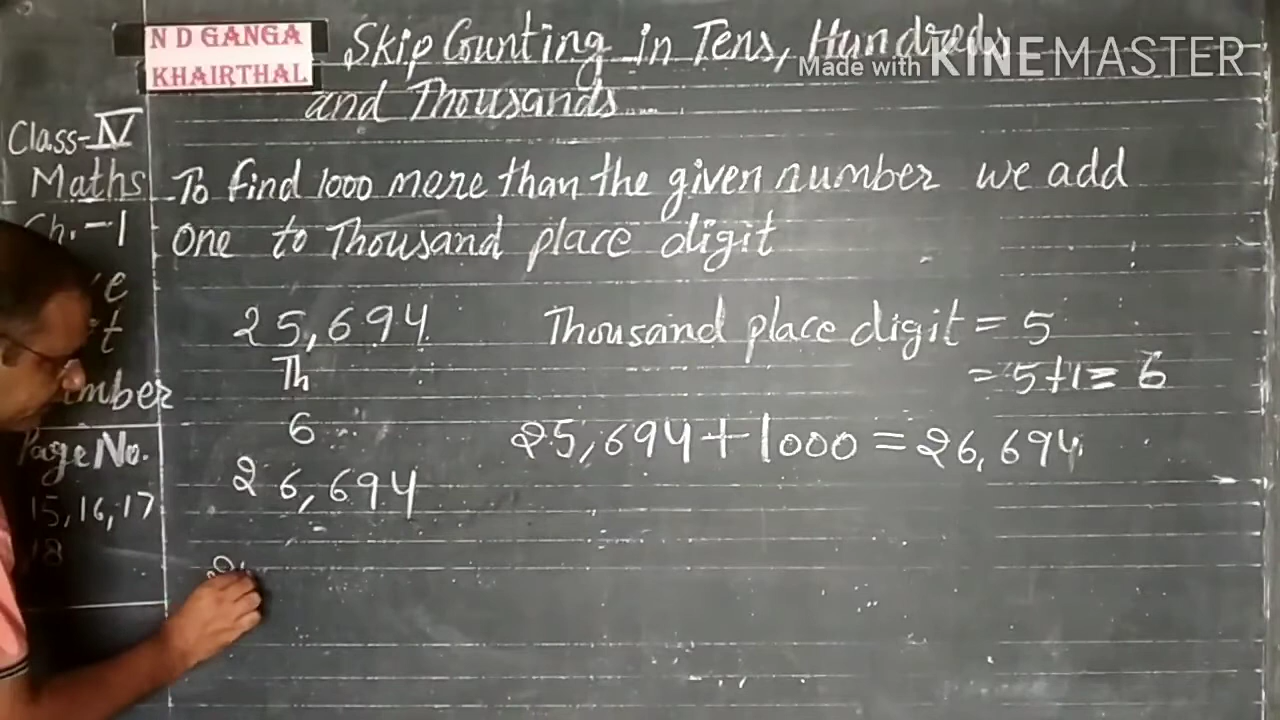 N D GANGA
KHAIRTHAL
Skip Counting in Tens, Hundreds
and Thousands...
Made with KINEMASTER
Class-IV
Maths
Ch.-1
Page No.
15,16,17
18
To find 1000 more than the given number we add
one to Thousand place digit
25,694
Th
6
26,694
Thousand place digit = 5
= 5+1= 6
25,694+1000 = 26,694